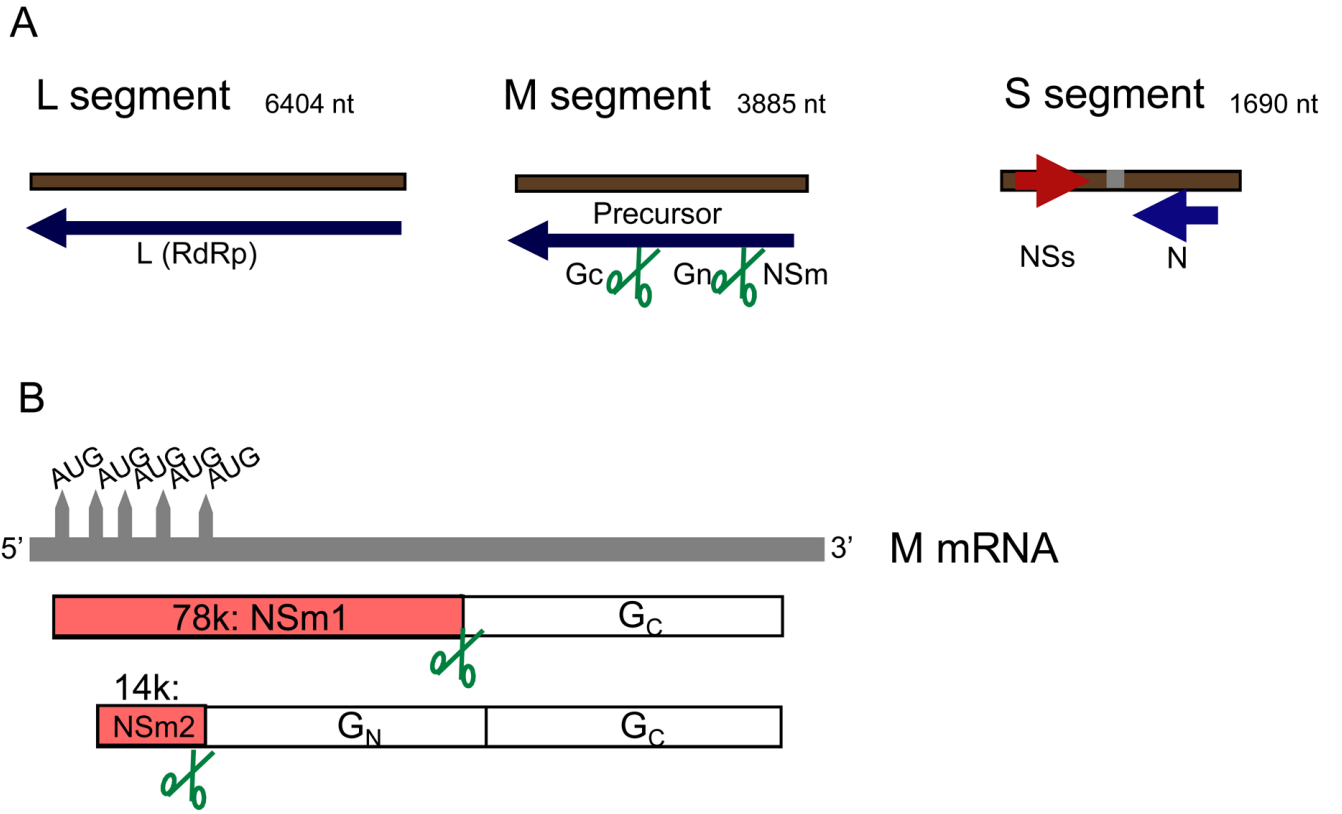 A
L segment 6404 nt
M segment 3885 nt
S segment 1690 nt
L (RdRp)
Precursor
Gc Gn NSm
NSs N
B
AUG AUG AUG AUG AUG
5’ 3’ M mRNA
78k: NSm1 GC
14k:
NSm2 GN GC